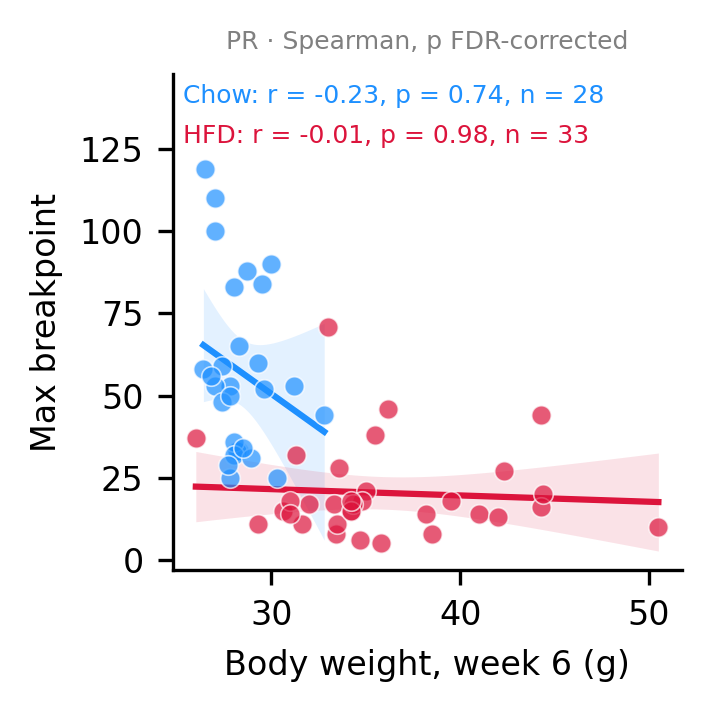 PR · Spearman, p FDR-corrected
Chow: r = -0.23, p = 0.74, n = 28
HFD: r = -0.01, p = 0.98, n = 33
125
100
75
50
25
0
Max breakpoint
30 40 50
Body weight, week 6 (g)